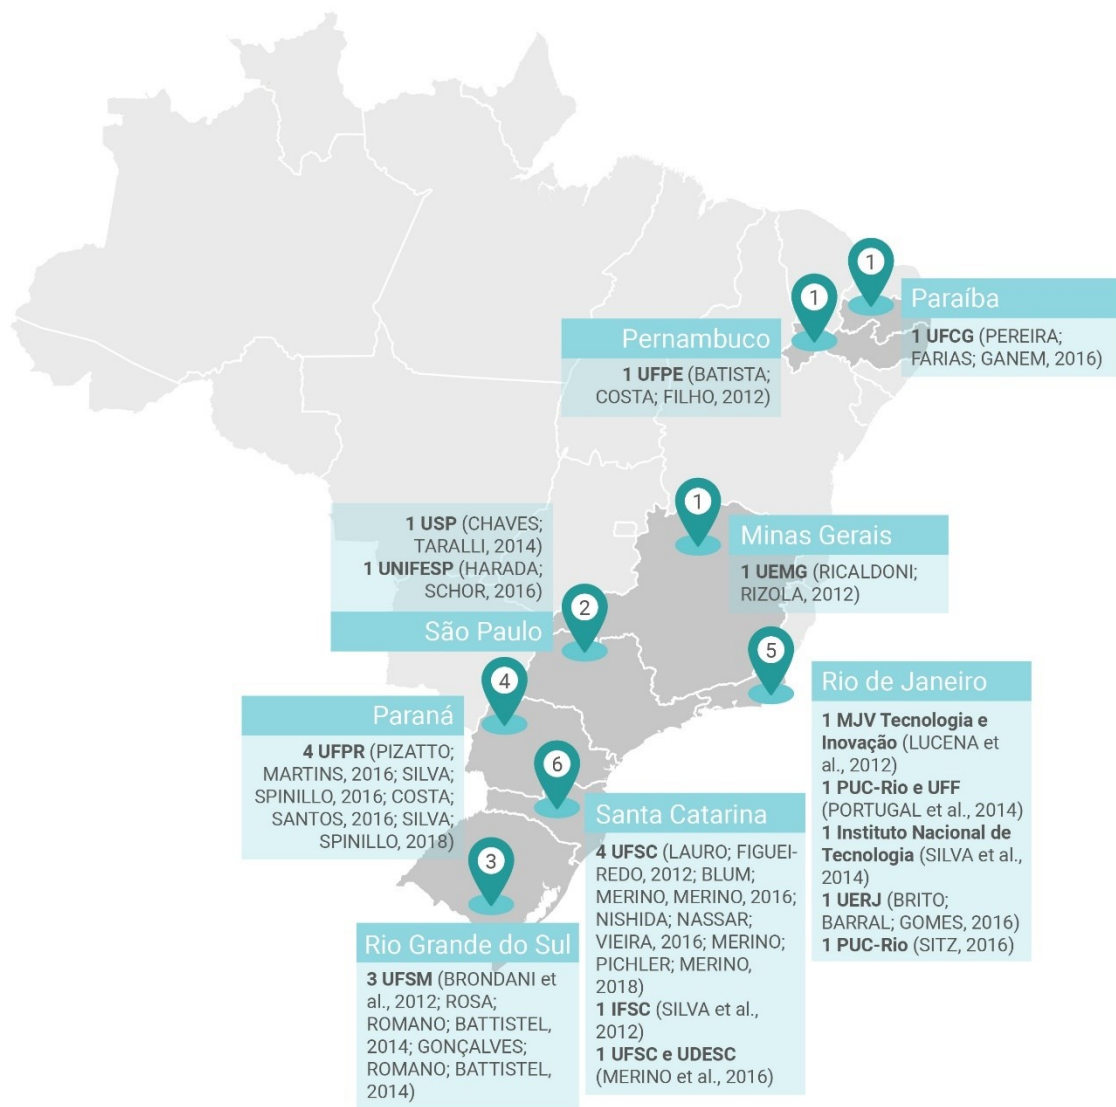 1
Paraíba
1 UFCG (PEREIRA;
FARIAS; GANEM, 2016)
1
Pernambuco
1 UFPE (BATISTA;
COSTA; FILHO, 2012)
1
Minas Gerais
1 UEMG (RICALDONI;
RIZOLA, 2012)
1 USP (CHAVES;
TARALLI, 2014)
1 UNIFESP (HARADA;
SCHOR, 2016)
São Paulo
2
5
Rio de Janeiro
1 MJV Tecnologia e
Inovação (LUCENA et
al., 2012)
1 PUC-Rio e UFF
(PORTUGAL et al., 2014)
1 Instituto Nacional de
Tecnologia (SILVA et al.,
2014)
1 UERJ (BRITO;
BARRAL; GOMES, 2016)
1 PUC-Rio (SITZ, 2016)
4
Paraná
4 UFPR (PIZATTO;
MARTINS, 2016; SILVA;
SPINILLO, 2016; COSTA;
SANTOS, 2016; SILVA;
SPINILLO, 2018)
6
Santa Catarina
4 UFSC (LAURO; FIGUEI-
REDO, 2012; BLUM;
MERINO, MERINO, 2016;
NISHIDA; NASSAR;
VIEIRA, 2016; MERINO;
PICHLER; MERINO,
2018)
1 IFSC (SILVA et al.,
2012)
1 UFSC e UDESC
(MERINO et al., 2016)
3
Rio Grande do Sul
3 UFSM (BRONDANI et
al., 2012; ROSA;
ROMANO; BATTISTEL,
2014; GONÇALVES;
ROMANO; BATTISTEL,
2014)